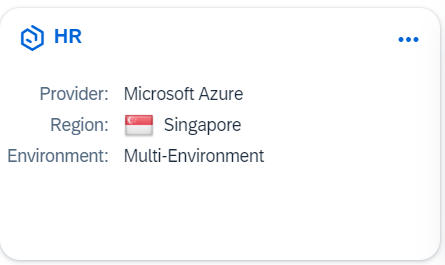 HR
Provider: Microsoft Azure
Region: Singapore
Environment: Multi-Environment